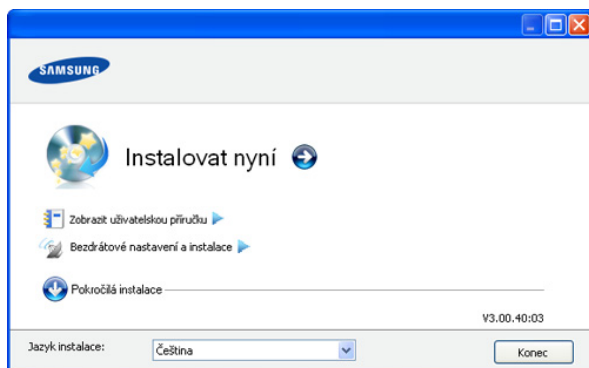 SAMSUNG
Instalovat nyní
Zobrazit uživatelskou příručku
Bezdrátové nastavení a instalace
Pokročilá instalace
V3.00.40:03
Jazyk instalace: Čeština Konec